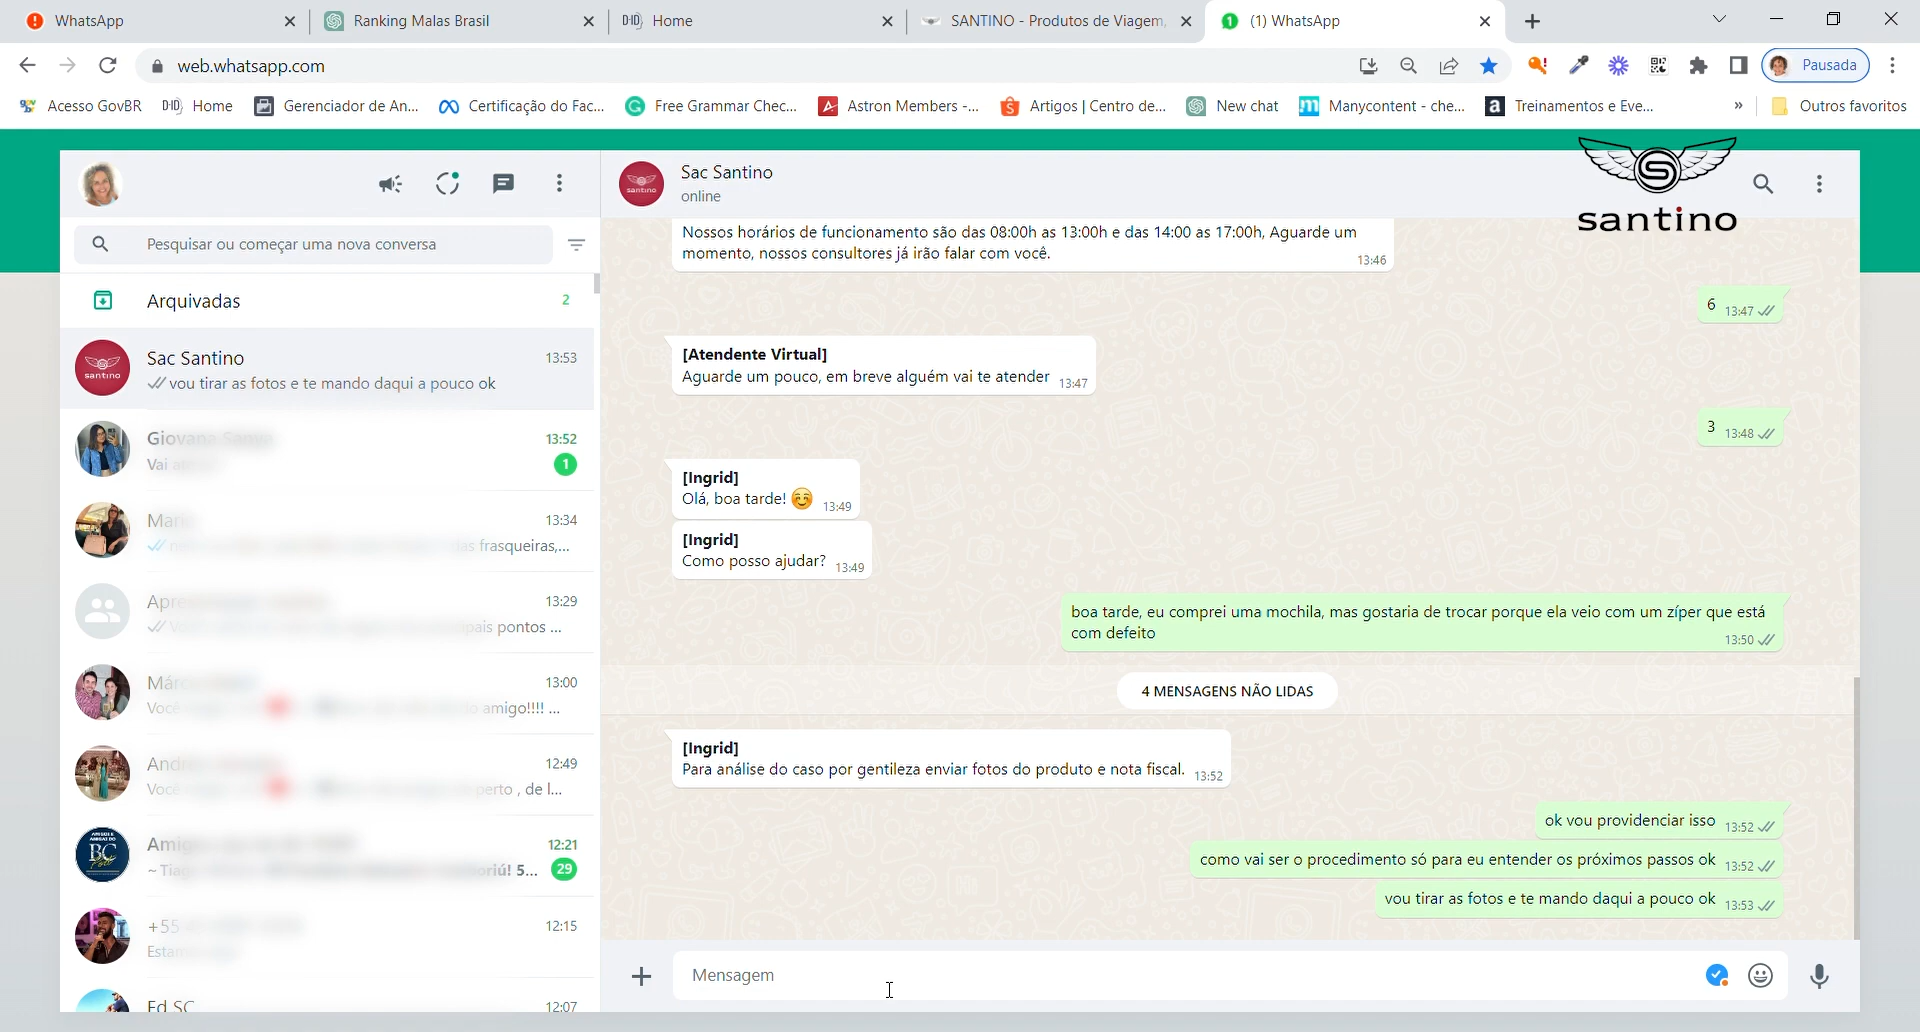 WhatsApp
Ranking Malas Brasil
D-ID Home
SANTINO - Produtos de Viagem,
1 (1) WhatsApp
web.whatsapp.com
Pausada
Acesso GovBR
D-ID Home
Gerenciador de An...
Certificação do Fac...
Free Grammar Chec...
Astron Members -...
Artigos | Centro de...
New chat
m Manycontent - che...
a Treinamentos e Eve...
»
Outros favoritos
santino
Sac Santino
online
S
santino
Pesquisar ou começar uma nova conversa
Arquivadas
2
santino
Sac Santino
13:53
vou tirar as fotos e te mando daqui a pouco ok
Giovana
13:52
Vai
1
13:34
das frasqueiras,...
13:29
pontos ...
13:00
Você
amigo!!!! ...
12:49
Você
perto , de l...
BC
12:21
5...
29
+55
12:15
Ed SC
12:07
Nossos horários de funcionamento são das 08:00h as 13:00h e das 14:00 as 17:00h, Aguarde um
momento, nossos consultores já irão falar com você.
13:46
6 13:47
[Atendente Virtual]
Aguarde um pouco, em breve alguém vai te atender 13:47
3 13:48
[Ingrid]
Olá, boa tarde! 13:49
[Ingrid]
Como posso ajudar? 13:49
boa tarde, eu comprei uma mochila, mas gostaria de trocar porque ela veio com um zíper que está
com defeito
13:50
4 MENSAGENS NÃO LIDAS
[Ingrid]
Para análise do caso por gentileza enviar fotos do produto e nota fiscal. 13:52
ok vou providenciar isso 13:52
como vai ser o procedimento só para eu entender os próximos passos ok 13:52
vou tirar as fotos e te mando daqui a pouco ok 13:53
Mensagem